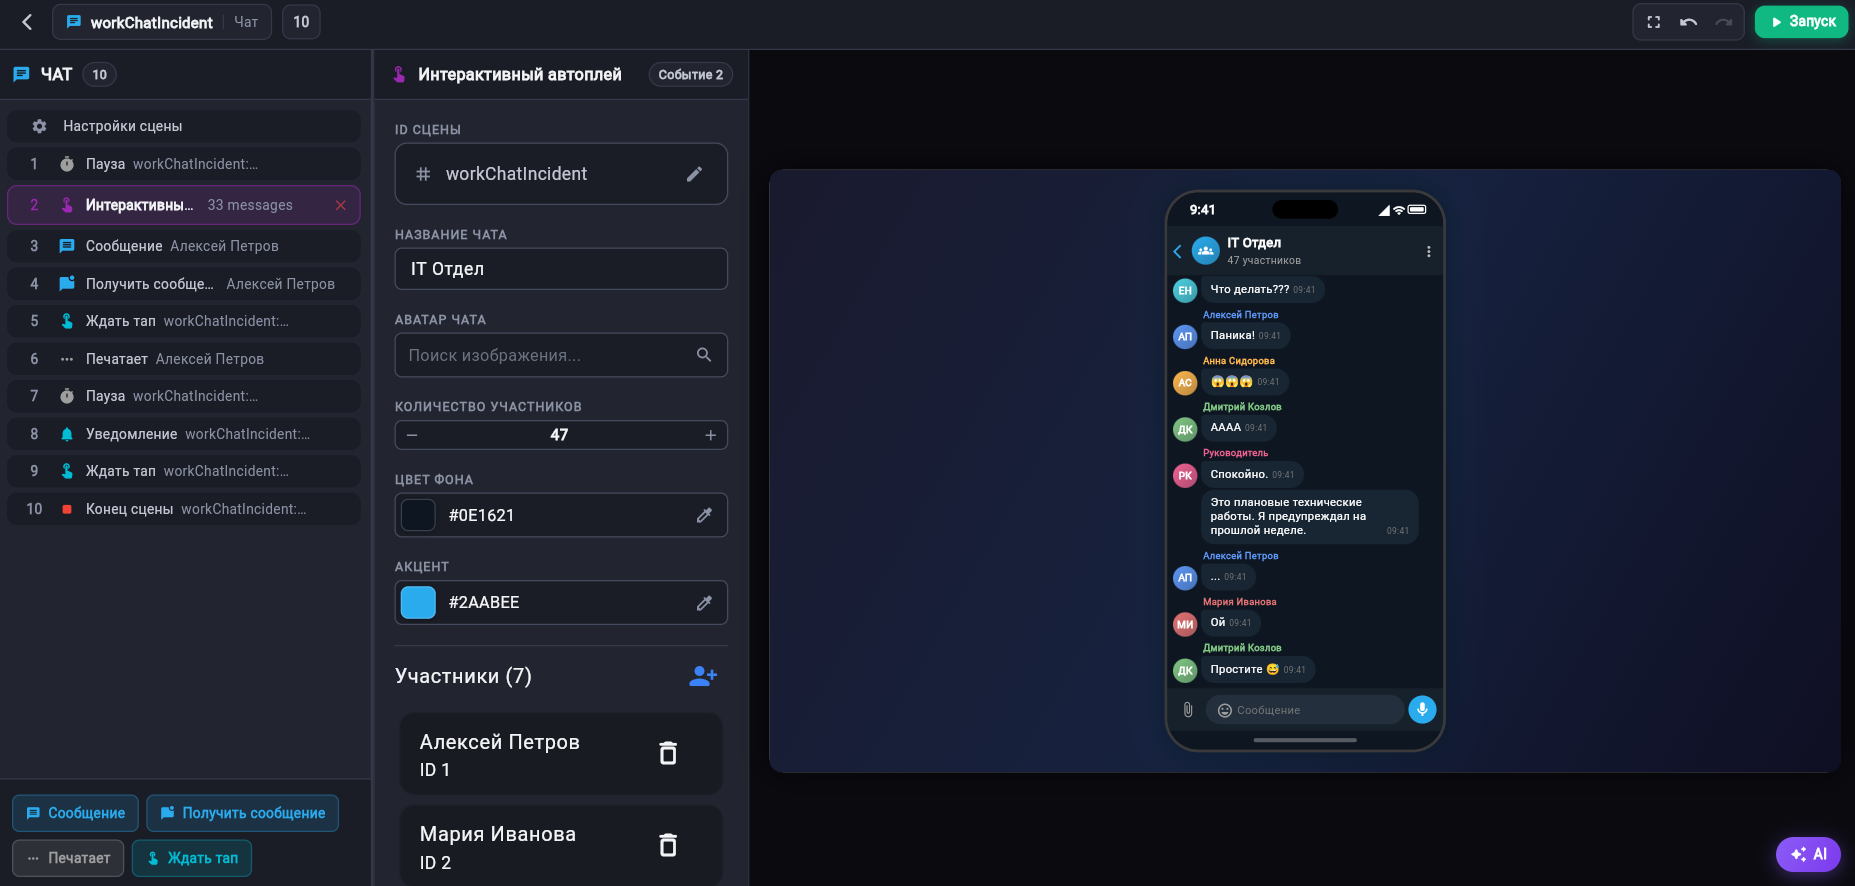 workChatIncident Чат 10
Запуск
ЧАТ 10
Настройки сцены
1 Пауза workChatIncident:...
2 Интерактивны... 33 messages
3 Сообщение Алексей Петров
4 Получить сообще... Алексей Петров
5 Ждать тап workChatIncident:...
6 Печатает Алексей Петров
7 Пауза workChatIncident:...
8 Уведомление workChatIncident:...
9 Ждать тап workChatIncident:...
10 Конец сцены workChatIncident:...
Сообщение Получить сообщение
Печатает Ждать тап
Интерактивный автоплей Событие 2
ID СЦЕНЫ
# workChatIncident
НАЗВАНИЕ ЧАТА
IT Отдел
АВАТАР ЧАТА
Поиск изображения...
КОЛИЧЕСТВО УЧАСТНИКОВ
− 47 +
ЦВЕТ ФОНА
#0E1621
АКЦЕНТ
#2AABEE
Участники (7)
Алексей Петров
ID 1
Мария Иванова
ID 2
9:41
IT Отдел
47 участников
ЕН Что делать??? 09:41
Алексей Петров
АП Паника! 09:41
Анна Сидорова
АС 😱😱😱 09:41
Дмитрий Козлов
ДК АААА 09:41
Руководитель
РК Спокойно. 09:41
Это плановые технические
работы. Я предупреждал на
прошлой неделе. 09:41
Алексей Петров
АП ... 09:41
Мария Иванова
МИ Ой 09:41
Дмитрий Козлов
ДК Простите 😅 09:41
Сообщение
AI